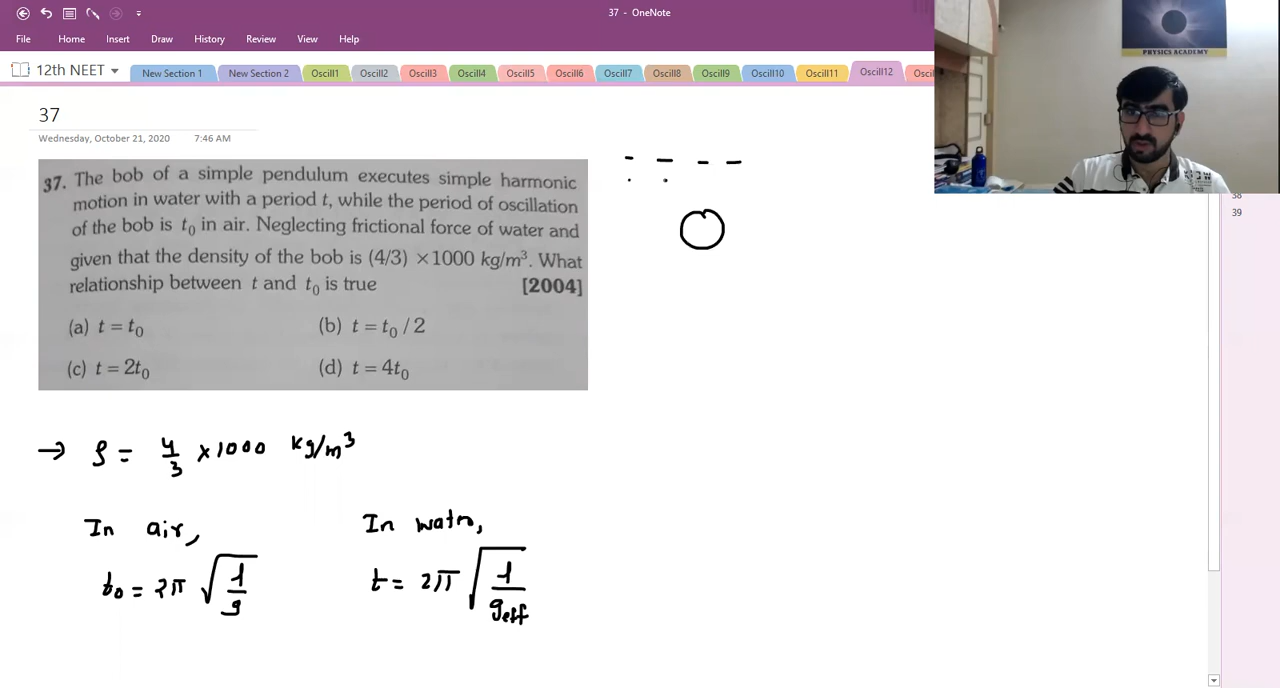 37 - OneNote
File Home Insert Draw History Review View Help
12th NEET New Section 1 New Section 2 Oscill1 Oscill2 Oscill3 Oscill4 Oscill5 Oscill6 Oscill7 Oscill8 Oscill9 Oscill10 Oscill11 Oscill12 Oscil
PHYSICS ACADEMY
37
Wednesday, October 21, 2020 7:46 AM
38
39
37. The bob of a simple pendulum executes simple harmonic
motion in water with a period t, while the period of oscillation
of the bob is t₀ in air. Neglecting frictional force of water and
given that the density of the bob is (4/3) ×1000 kg/m³. What
relationship between t and t₀ is true [2004]
(a) t = t₀ (b) t = t₀ / 2
(c) t = 2t₀ (d) t = 4t₀
→ ρ = 4/3 × 1000 kg/m³
In air, In water,
t₀ = 2π √(l/g) t = 2π √(l/g_eff)